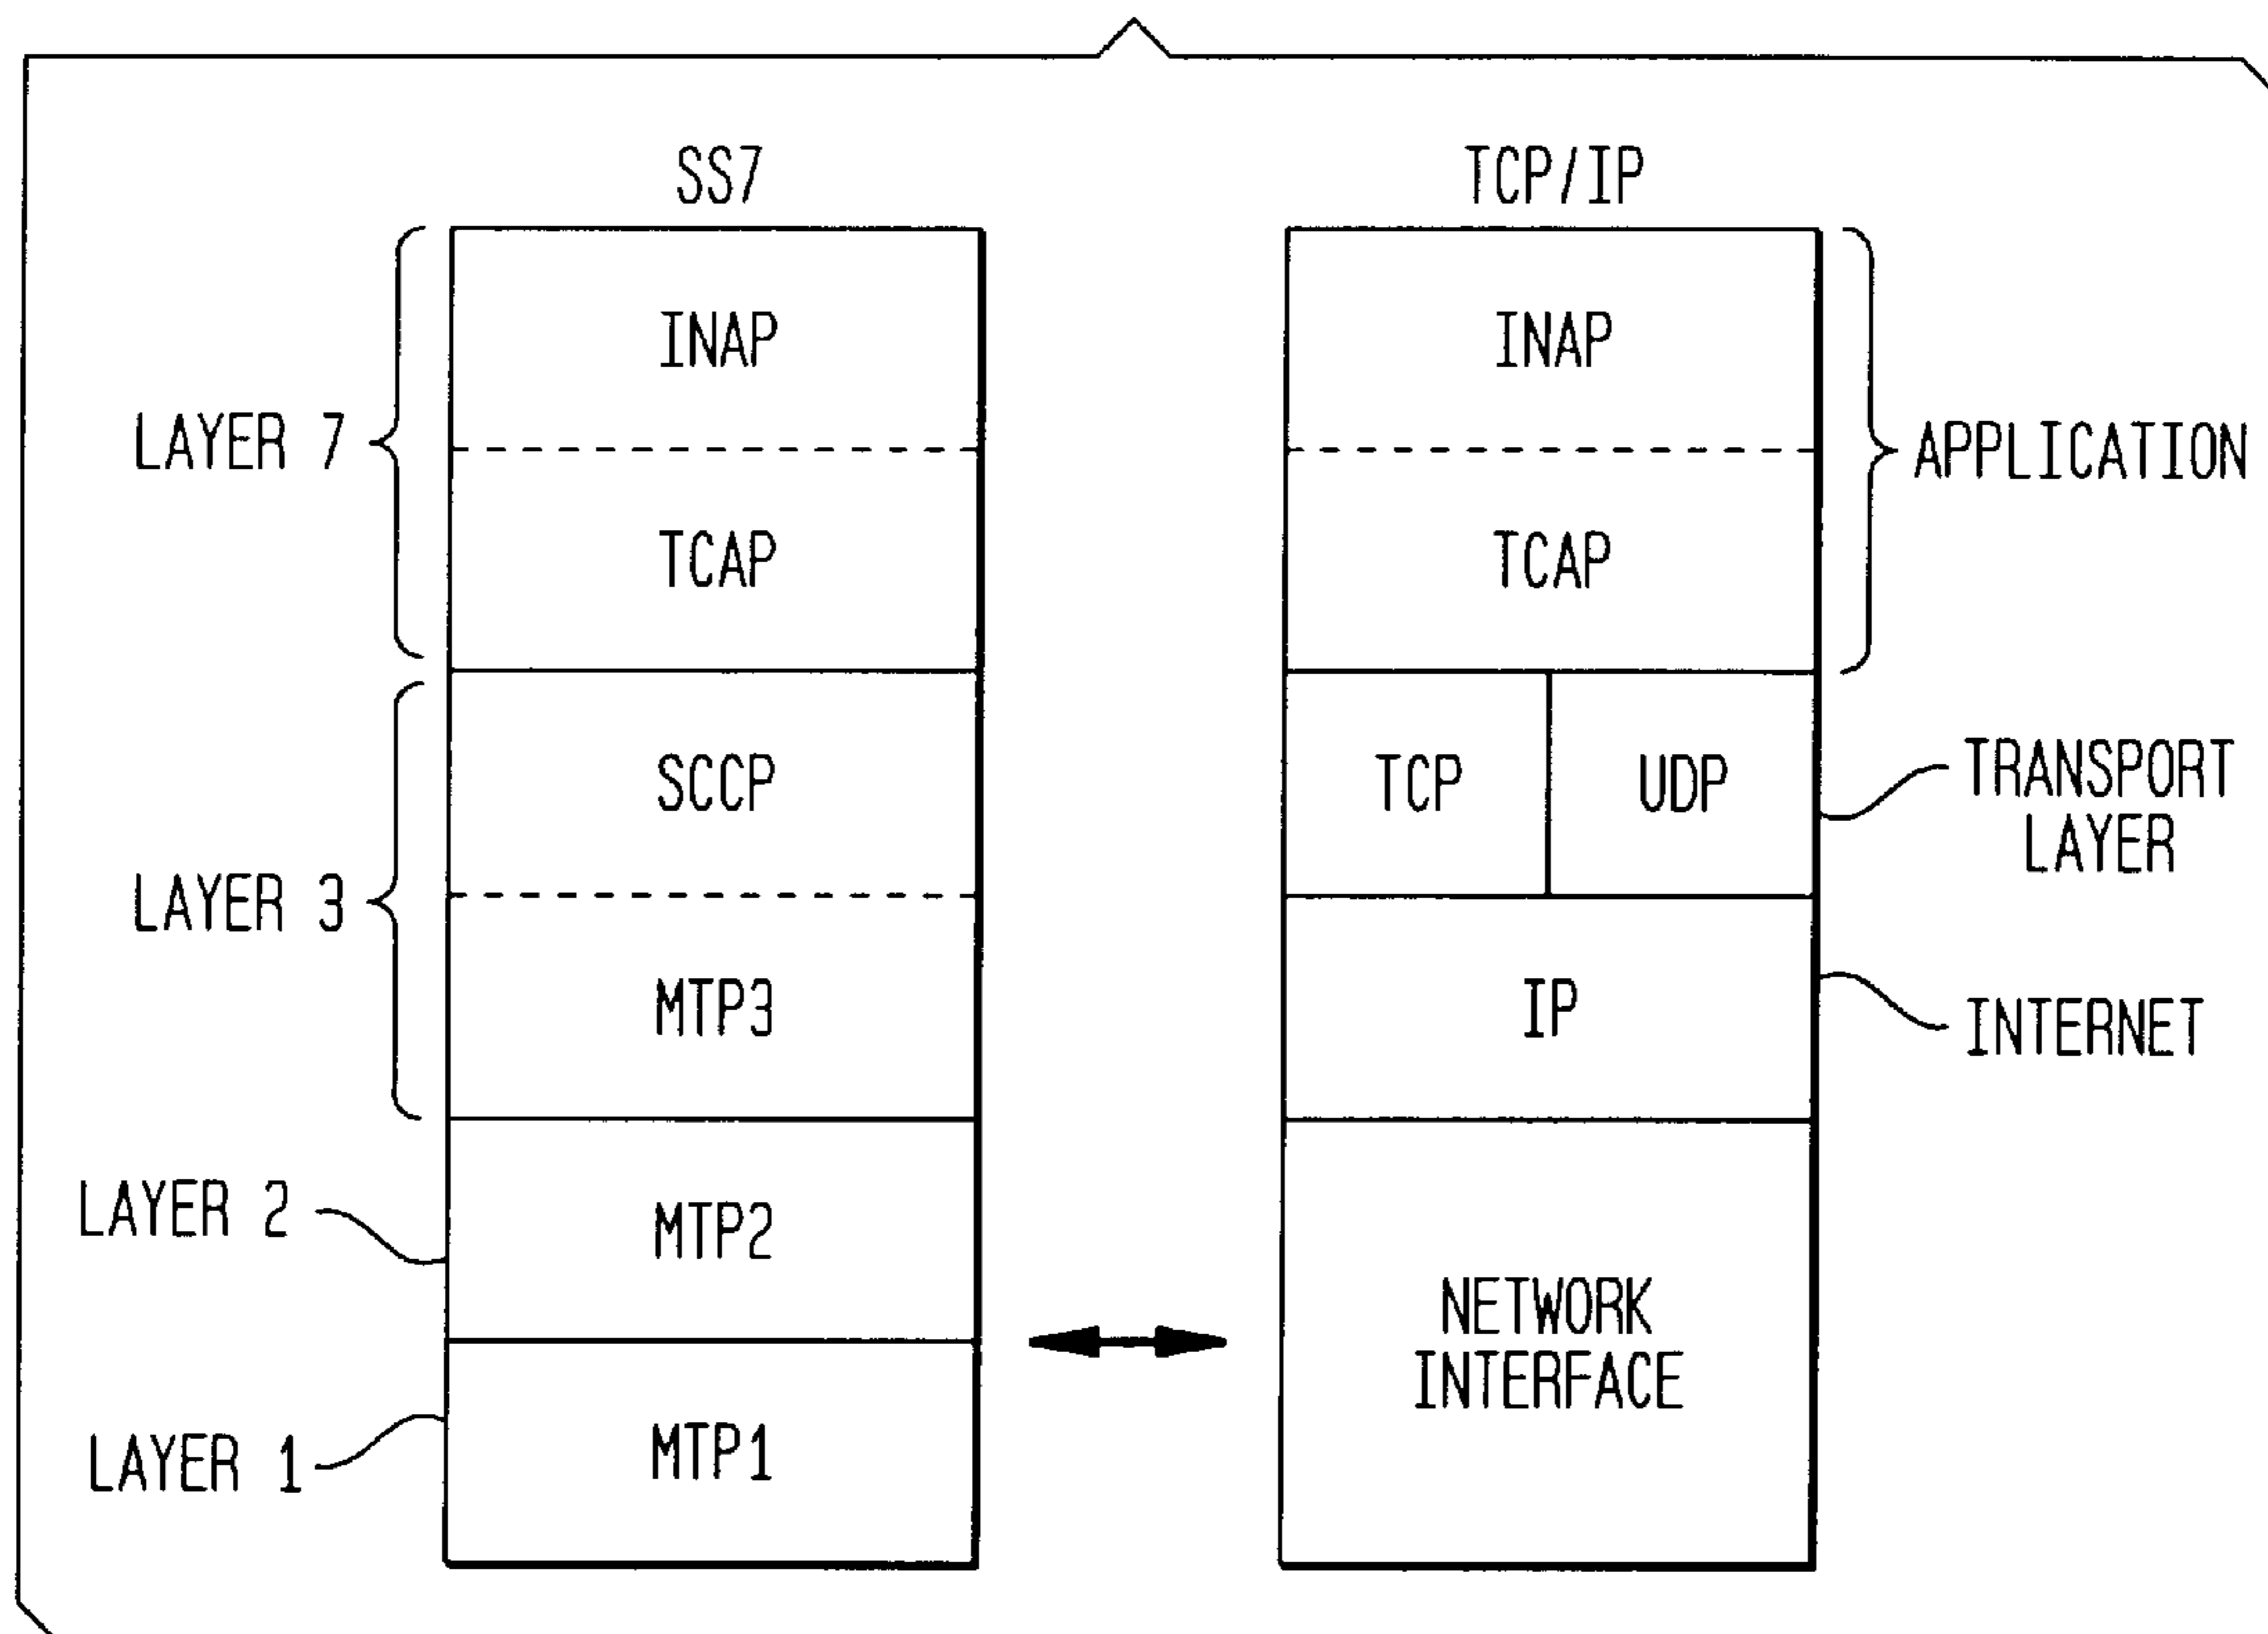 SS7
TCP/IP
LAYER 7
INAP
TCAP
LAYER 3
SCCP
MTP3
LAYER 2
MTP2
LAYER 1
MTP1
INAP
TCAP
APPLICATION
TCP
UDP
TRANSPORT
LAYER
IP
INTERNET
NETWORK
INTERFACE